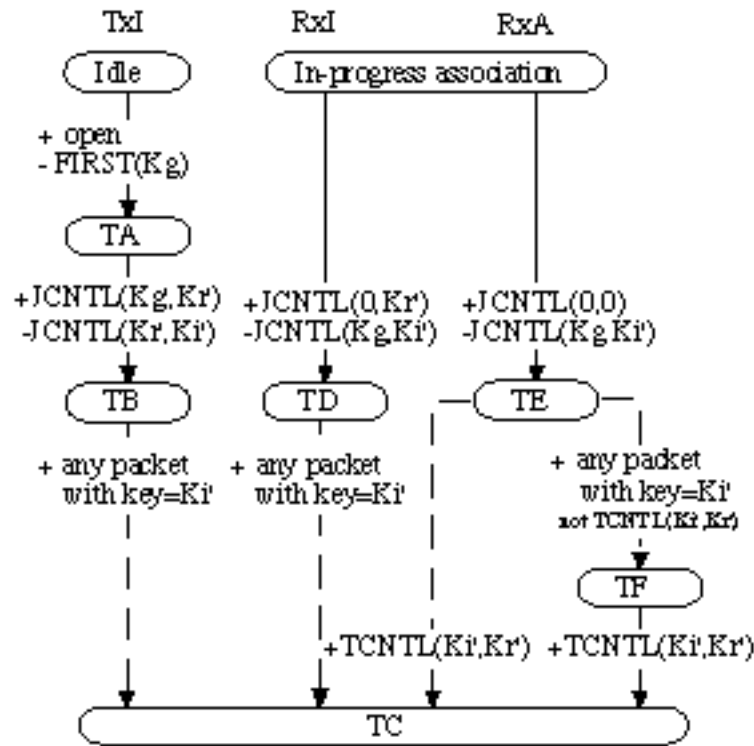 TxI RxI RxA
Idle In-progress association
+ open
- FIRST(Kg)
TA
+JCNTL(Kg',Kr') +JCNTL(0,Kr') +JCNTL(0,0)
-JCNTL(Kr',Ki') -JCNTL(Kg,Ki') -JCNTL(Kg,Ki')
TB TD TE
+ any packet + any packet + any packet
with key=Ki' with key=Ki' with key=Ki'
not TCNTL(Ki',Kr')
TF
+TCNTL(Ki',Kr') +TCNTL(Ki',Kr')
TC